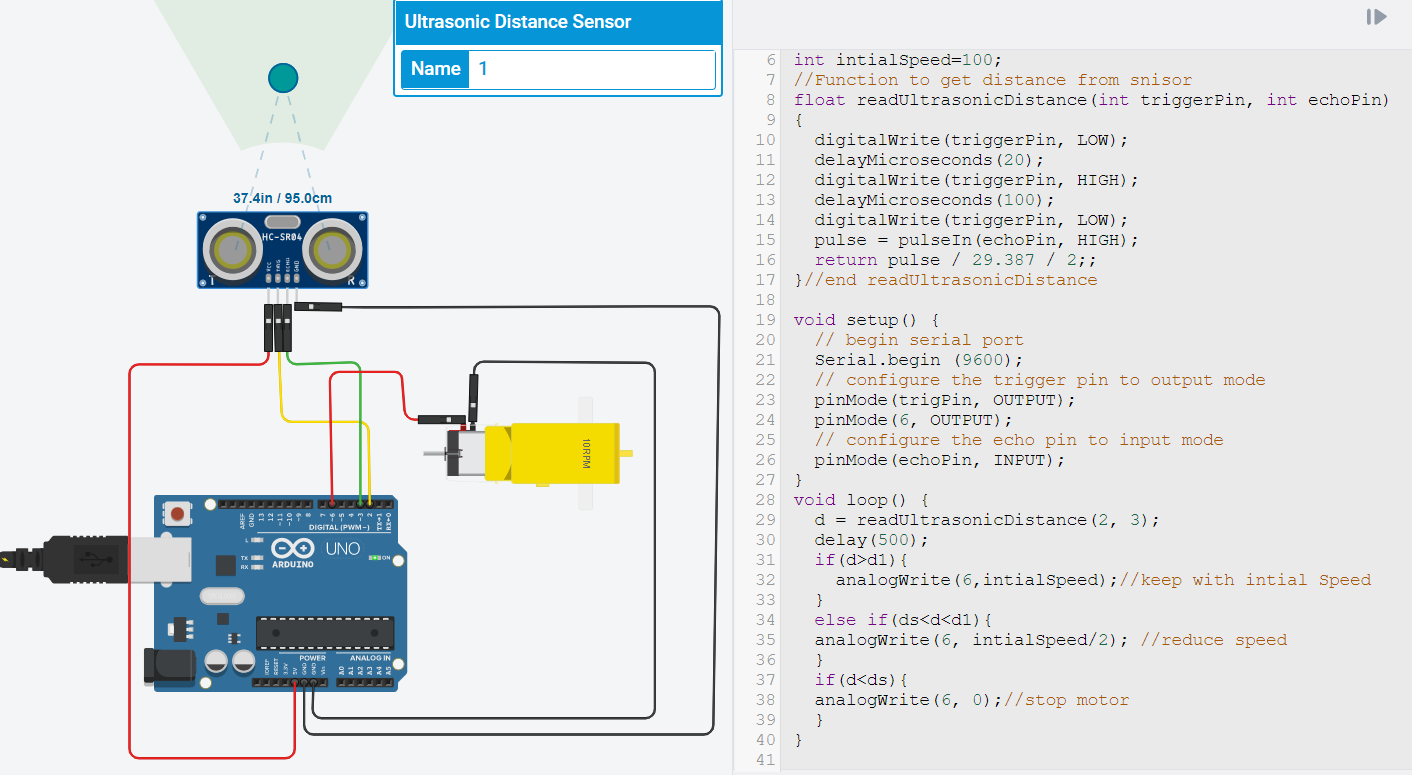 Ultrasonic Distance Sensor
Name 1
37.4in / 95.0cm
HC-SR04
VCC TRIG ECHO GND
T R
10RPM
AREF GND 13 12 ~11 ~10 ~9 8 7 ~6 ~5 4 ~3 2 TX→1 RX←0
DIGITAL (PWM~)
L
TX
RX
UNO
ARDUINO
ON
POWER ANALOG IN
IOREF RESET 3.3V 5V GND GND Vin A0 A1 A2 A3 A4 A5
6 int intialSpeed=100;
7 //Function to get distance from snisor
8 float readUltrasonicDistance(int triggerPin, int echoPin)
9 {
10   digitalWrite(triggerPin, LOW);
11   delayMicroseconds(20);
12   digitalWrite(triggerPin, HIGH);
13   delayMicroseconds(100);
14   digitalWrite(triggerPin, LOW);
15   pulse = pulseIn(echoPin, HIGH);
16   return pulse / 29.387 / 2;;
17 }//end readUltrasonicDistance
18
19 void setup() {
20   // begin serial port
21   Serial.begin (9600);
22   // configure the trigger pin to output mode
23   pinMode(trigPin, OUTPUT);
24   pinMode(6, OUTPUT);
25   // configure the echo pin to input mode
26   pinMode(echoPin, INPUT);
27 }
28 void loop() {
29   d = readUltrasonicDistance(2, 3);
30   delay(500);
31   if(d>d1){
32     analogWrite(6,intialSpeed);//keep with intial Speed
33   }
34   else if(ds<d<d1){
35   analogWrite(6, intialSpeed/2); //reduce speed
36   }
37   if(d<ds){
38   analogWrite(6, 0);//stop motor
39   }
40 }
41